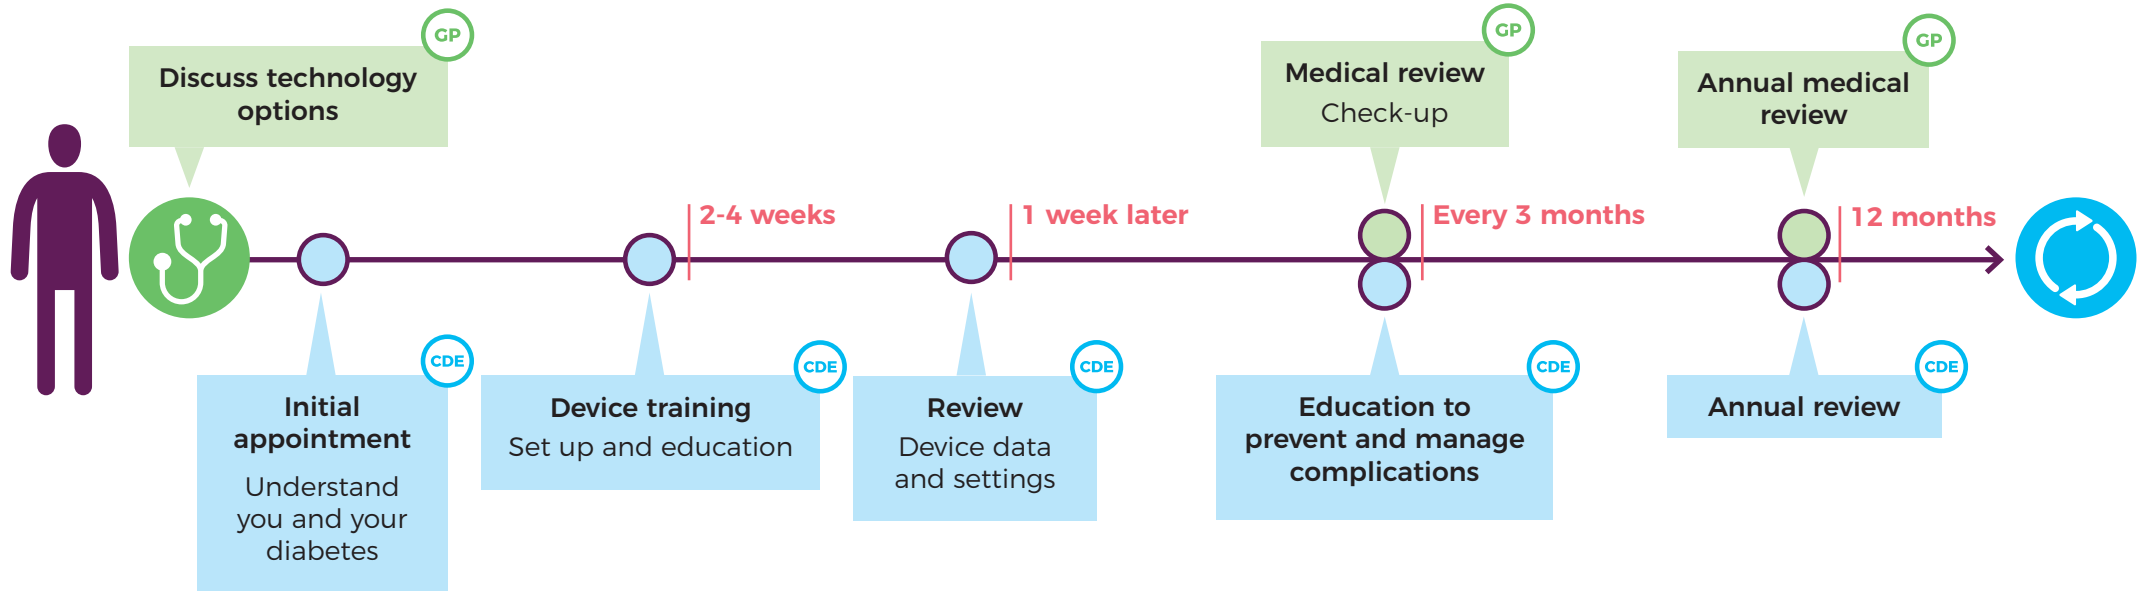 GP
Discuss technology
options
GP
Medical review
Check-up
GP
Annual medical
review
2-4 weeks
1 week later
Every 3 months
12 months
CDE
Initial
appointment
Understand
you and your
diabetes
CDE
Device training
Set up and education
CDE
Review
Device data
and settings
CDE
Education to
prevent and manage
complications
CDE
Annual review